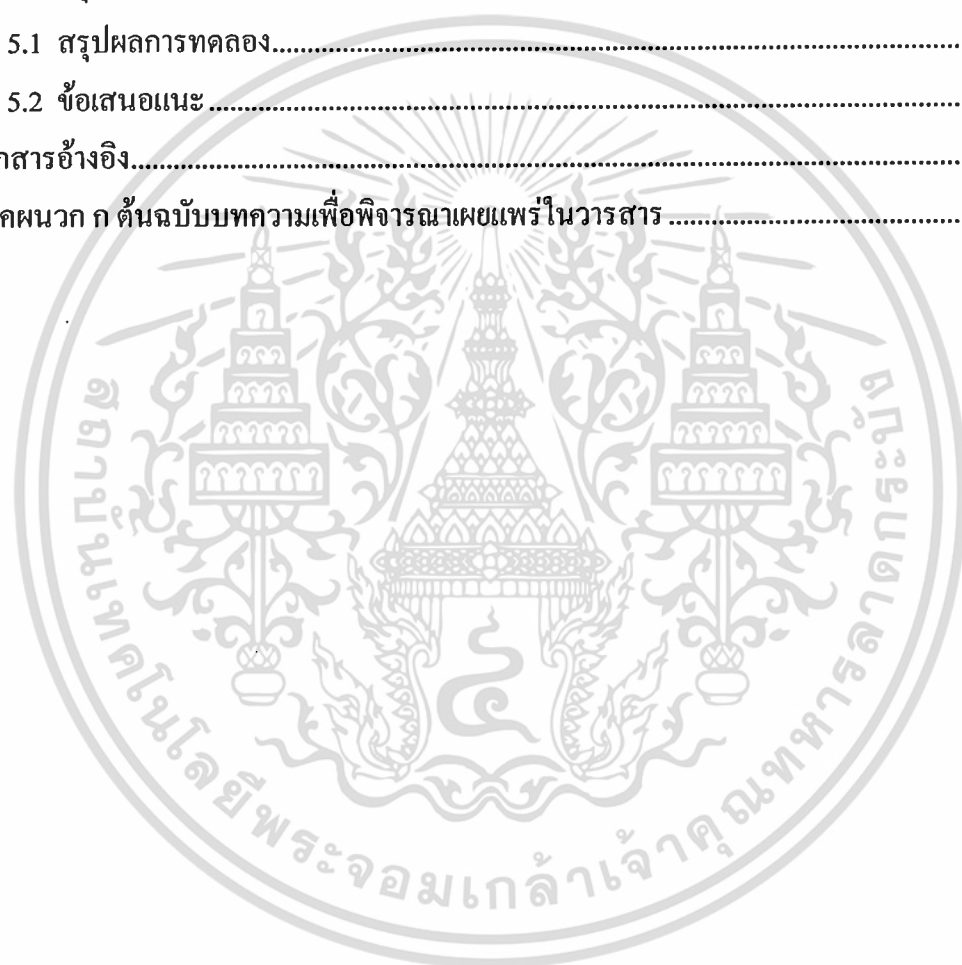 5.1 สรุปผลการทดลอง
5.2 ข้อเสนอแนะ
กสารอ้างอิง
คผนวก ก ต้นฉบับบทความเพื่อพิจารณาเผยแพร่ในวารสาร
สถาบันเทคโนโลยีพระจอมเกล้าเจ้าคุณทหารลาดกระบัง
๔